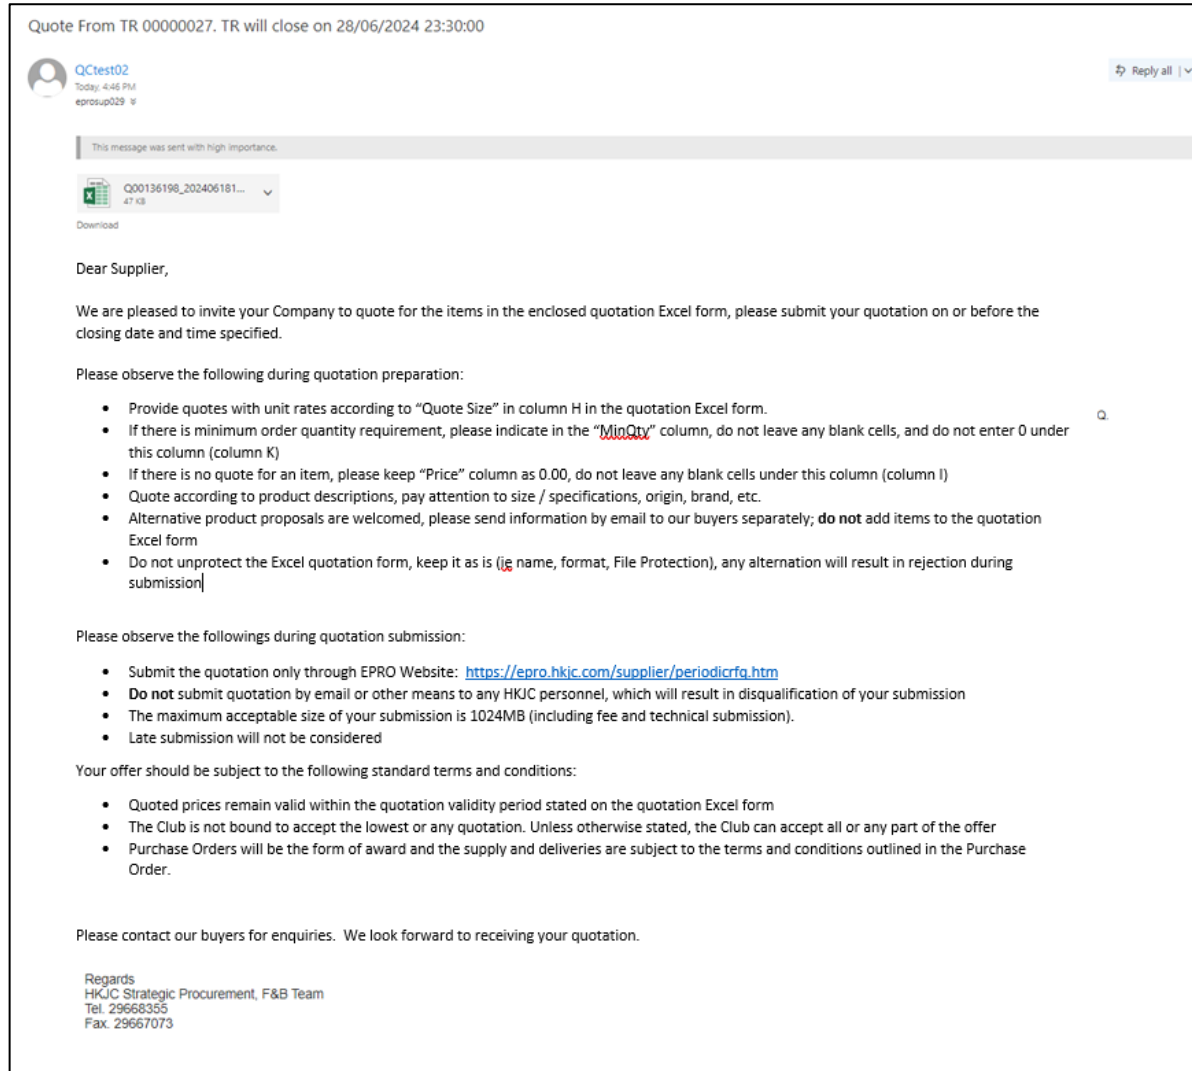 Quote From TR 00000027. TR will close on 28/06/2024 23:30:00
QCtest02
Today, 4:46 PM
eprosup029
Reply all
This message was sent with high importance.
Q00136198_202406181...
47 KB
Download
Dear Supplier,
We are pleased to invite your Company to quote for the items in the enclosed quotation Excel form, please submit your quotation on or before the
closing date and time specified.
Please observe the following during quotation preparation:
• Provide quotes with unit rates according to “Quote Size” in column H in the quotation Excel form.
Q.
• If there is minimum order quantity requirement, please indicate in the “MinQty” column, do not leave any blank cells, and do not enter 0 under
this column (column K)
• If there is no quote for an item, please keep “Price” column as 0.00, do not leave any blank cells under this column (column I)
• Quote according to product descriptions, pay attention to size / specifications, origin, brand, etc.
• Alternative product proposals are welcomed, please send information by email to our buyers separately; do not add items to the quotation
Excel form
• Do not unprotect the Excel quotation form, keep it as is (ie name, format, File Protection), any alternation will result in rejection during
submission
Please observe the followings during quotation submission:
• Submit the quotation only through EPRO Website: https://epro.hkjc.com/supplier/periodicrfq.htm
• Do not submit quotation by email or other means to any HKJC personnel, which will result in disqualification of your submission
• The maximum acceptable size of your submission is 1024MB (including fee and technical submission).
• Late submission will not be considered
Your offer should be subject to the following standard terms and conditions:
• Quoted prices remain valid within the quotation validity period stated on the quotation Excel form
• The Club is not bound to accept the lowest or any quotation. Unless otherwise stated, the Club can accept all or any part of the offer
• Purchase Orders will be the form of award and the supply and deliveries are subject to the terms and conditions outlined in the Purchase
Order.
Please contact our buyers for enquiries. We look forward to receiving your quotation.
Regards
HKJC Strategic Procurement, F&B Team
Tel. 29668355
Fax. 29667073